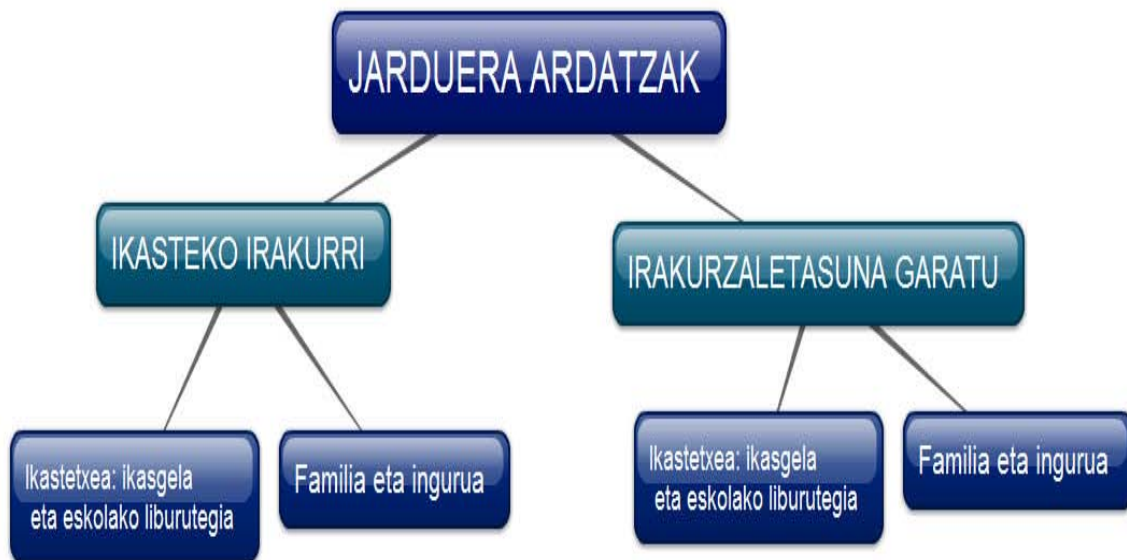 JARDUERA ARDATZAK
IKASTEKO IRAKURRI
IRAKURZALETASUNA GARATU
Ikastetxea: ikasgela
eta eskolako liburutegia
Familia eta ingurua
Ikastetxea: ikasgela
eta eskolako liburutegia
Familia eta ingurua